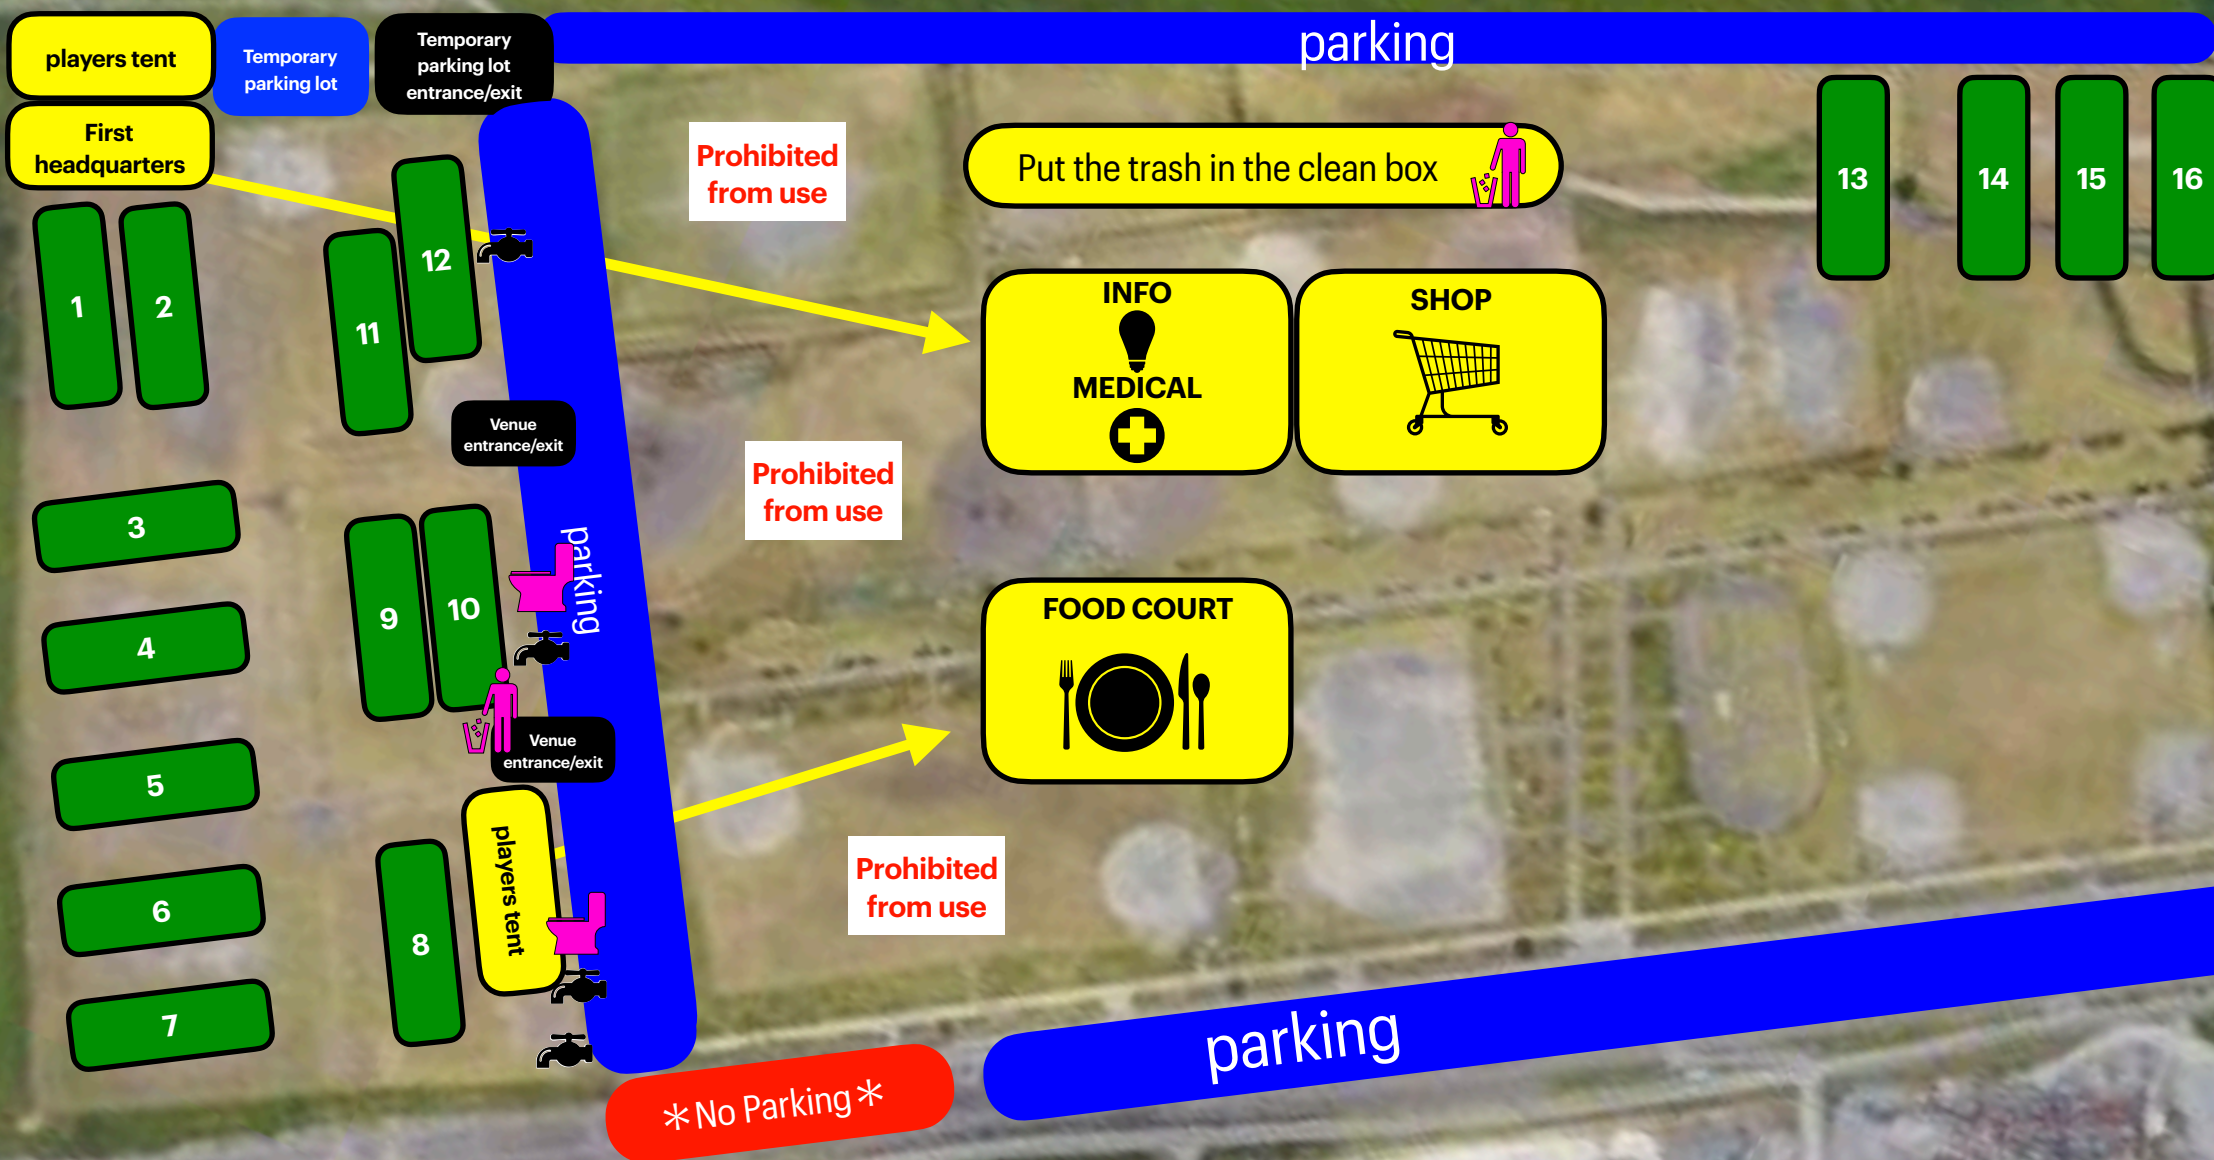 players tent
Temporary
parking lot
Temporary
parking lot
entrance/exit
parking
First
headquarters
Prohibited
from use
Put the trash in the clean box
13
14
15
16
1
2
11
12
INFO
MEDICAL
SHOP
Venue
entrance/exit
Prohibited
from use
3
4
9
10
parking
FOOD COURT
Venue
entrance/exit
5
6
7
8
players tent
Prohibited
from use
parking
*No Parking*